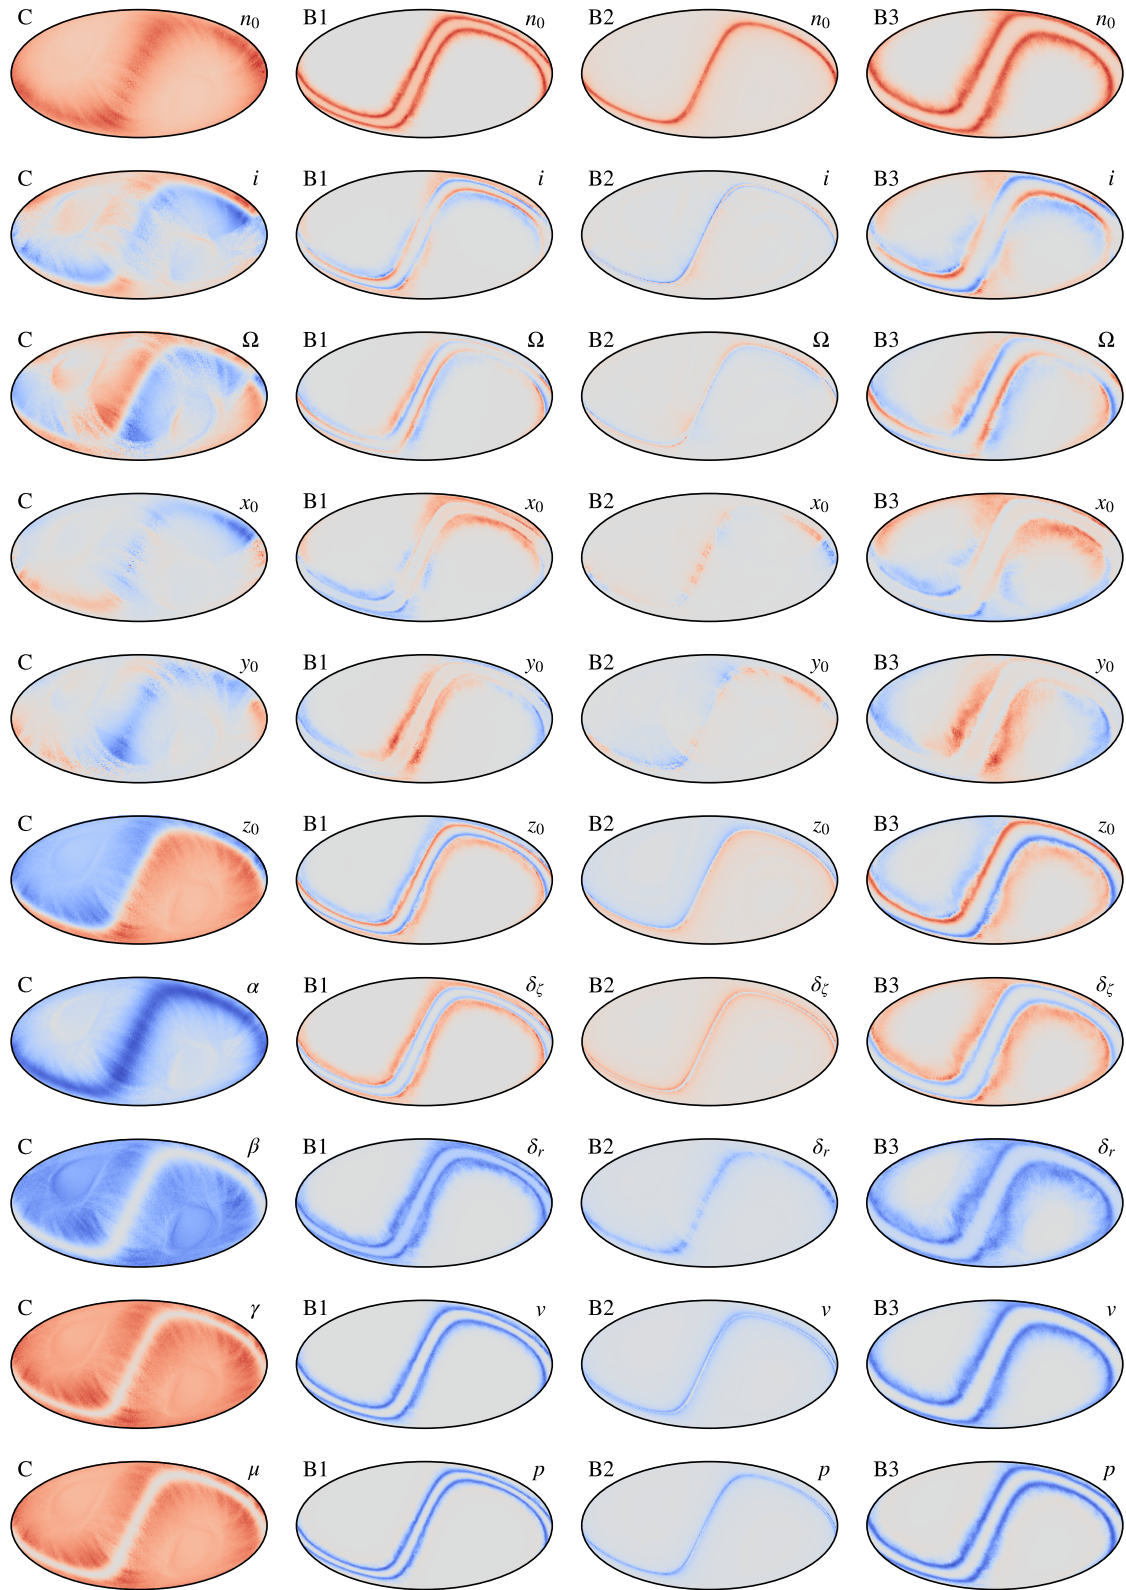 C n₀ B1 n₀ B2 n₀ B3 n₀
C i B1 i B2 i B3 i
C Ω B1 Ω B2 Ω B3 Ω
C x₀ B1 x₀ B2 x₀ B3 x₀
C y₀ B1 y₀ B2 y₀ B3 y₀
C z₀ B1 z₀ B2 z₀ B3 z₀
C α B1 δζ B2 δζ B3 δζ
C β B1 δᵣ B2 δᵣ B3 δᵣ
C γ B1 ν B2 ν B3 ν
C μ B1 p B2 p B3 p